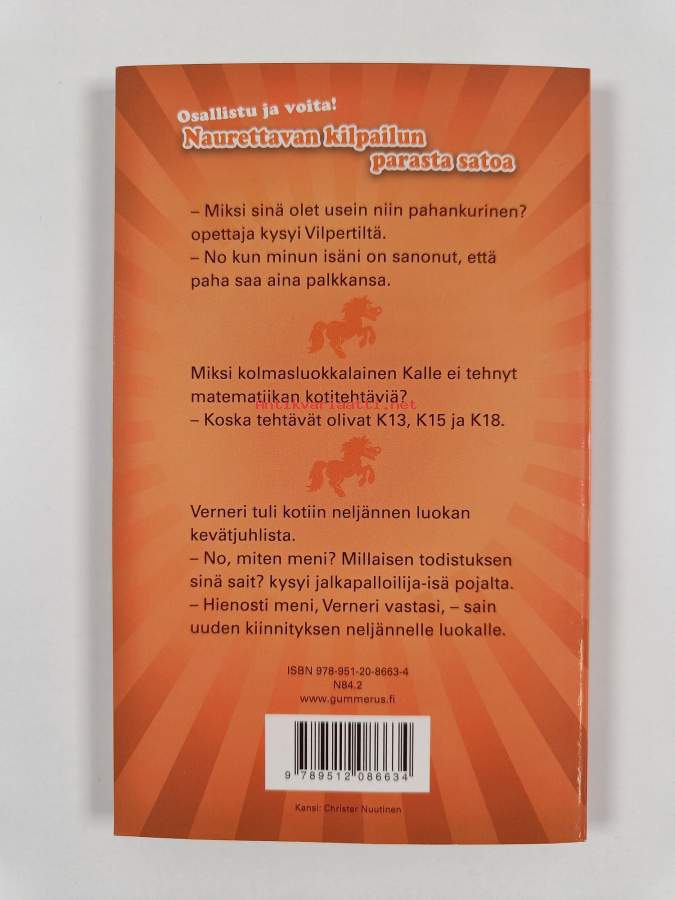 Osallistu ja voita!
Naurettavan kilpailun
parasta satoa
– Miksi sinä olet usein niin pahankurinen?
opettaja kysyi Vilpertiltä.
– No kun minun isäni on sanonut, että
paha saa aina palkkansa.
Miksi kolmasluokkalainen Kalle ei tehnyt
matematiikan kotitehtäviä?
Antikvariaatti.net
– Koska tehtävät olivat K13, K15 ja K18.
Verneri tuli kotiin neljännen luokan
kevätjuhlista.
– No, miten meni? Millaisen todistuksen
sinä sait? kysyi jalkapalloilija-isä pojalta.
– Hienosti meni, Verneri vastasi, – sain
uuden kiinnityksen neljännelle luokalle.
ISBN 978-951-20-8663-4
N84.2
www.gummerus.fi
9 789512 086634
Kansi: Christer Nuutinen